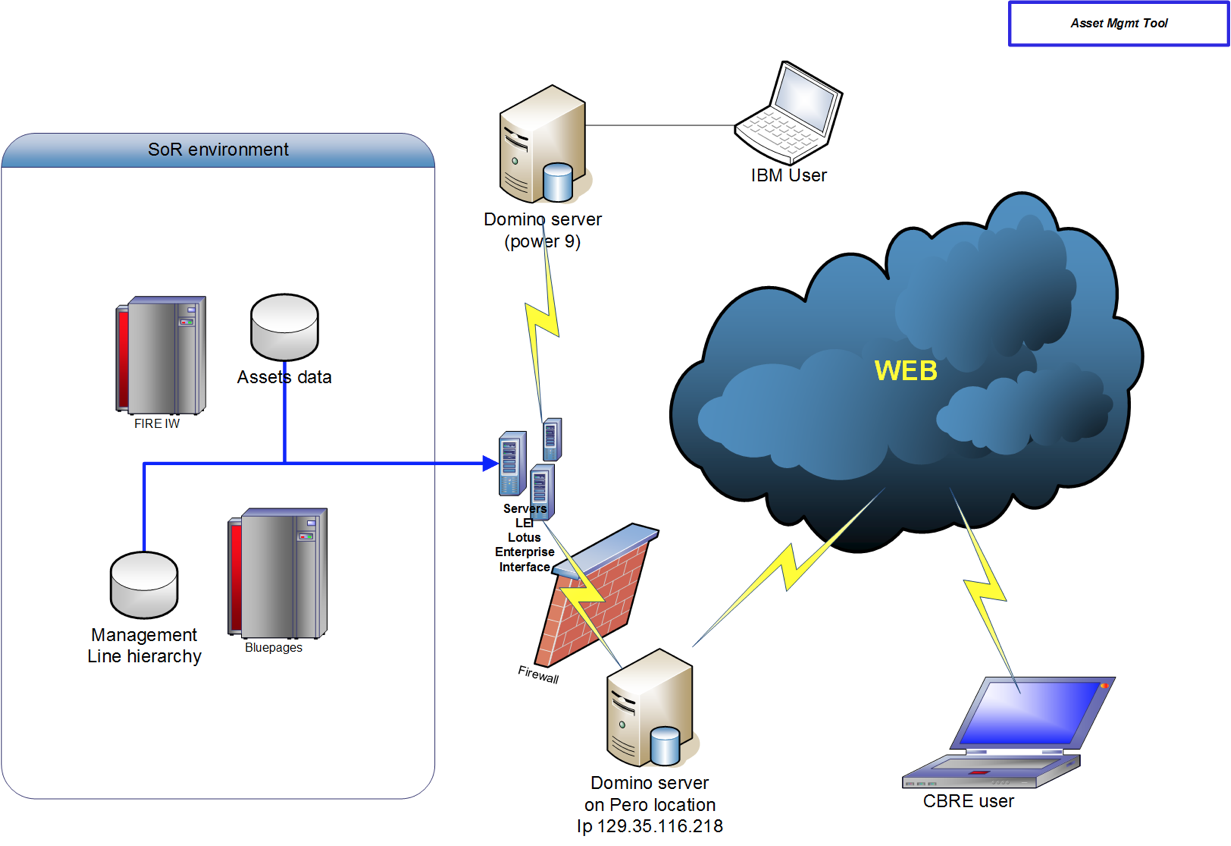 Asset Mgmt Tool
SoR environment
IBM User
Domino server
(power 9)
WEB
Assets data
FIRE IW
Servers
LEI
Lotus
Enterprise
Interface
Management
Line hierarchy
Bluepages
Firewall
Domino server
on Pero location
Ip 129.35.116.218
CBRE user